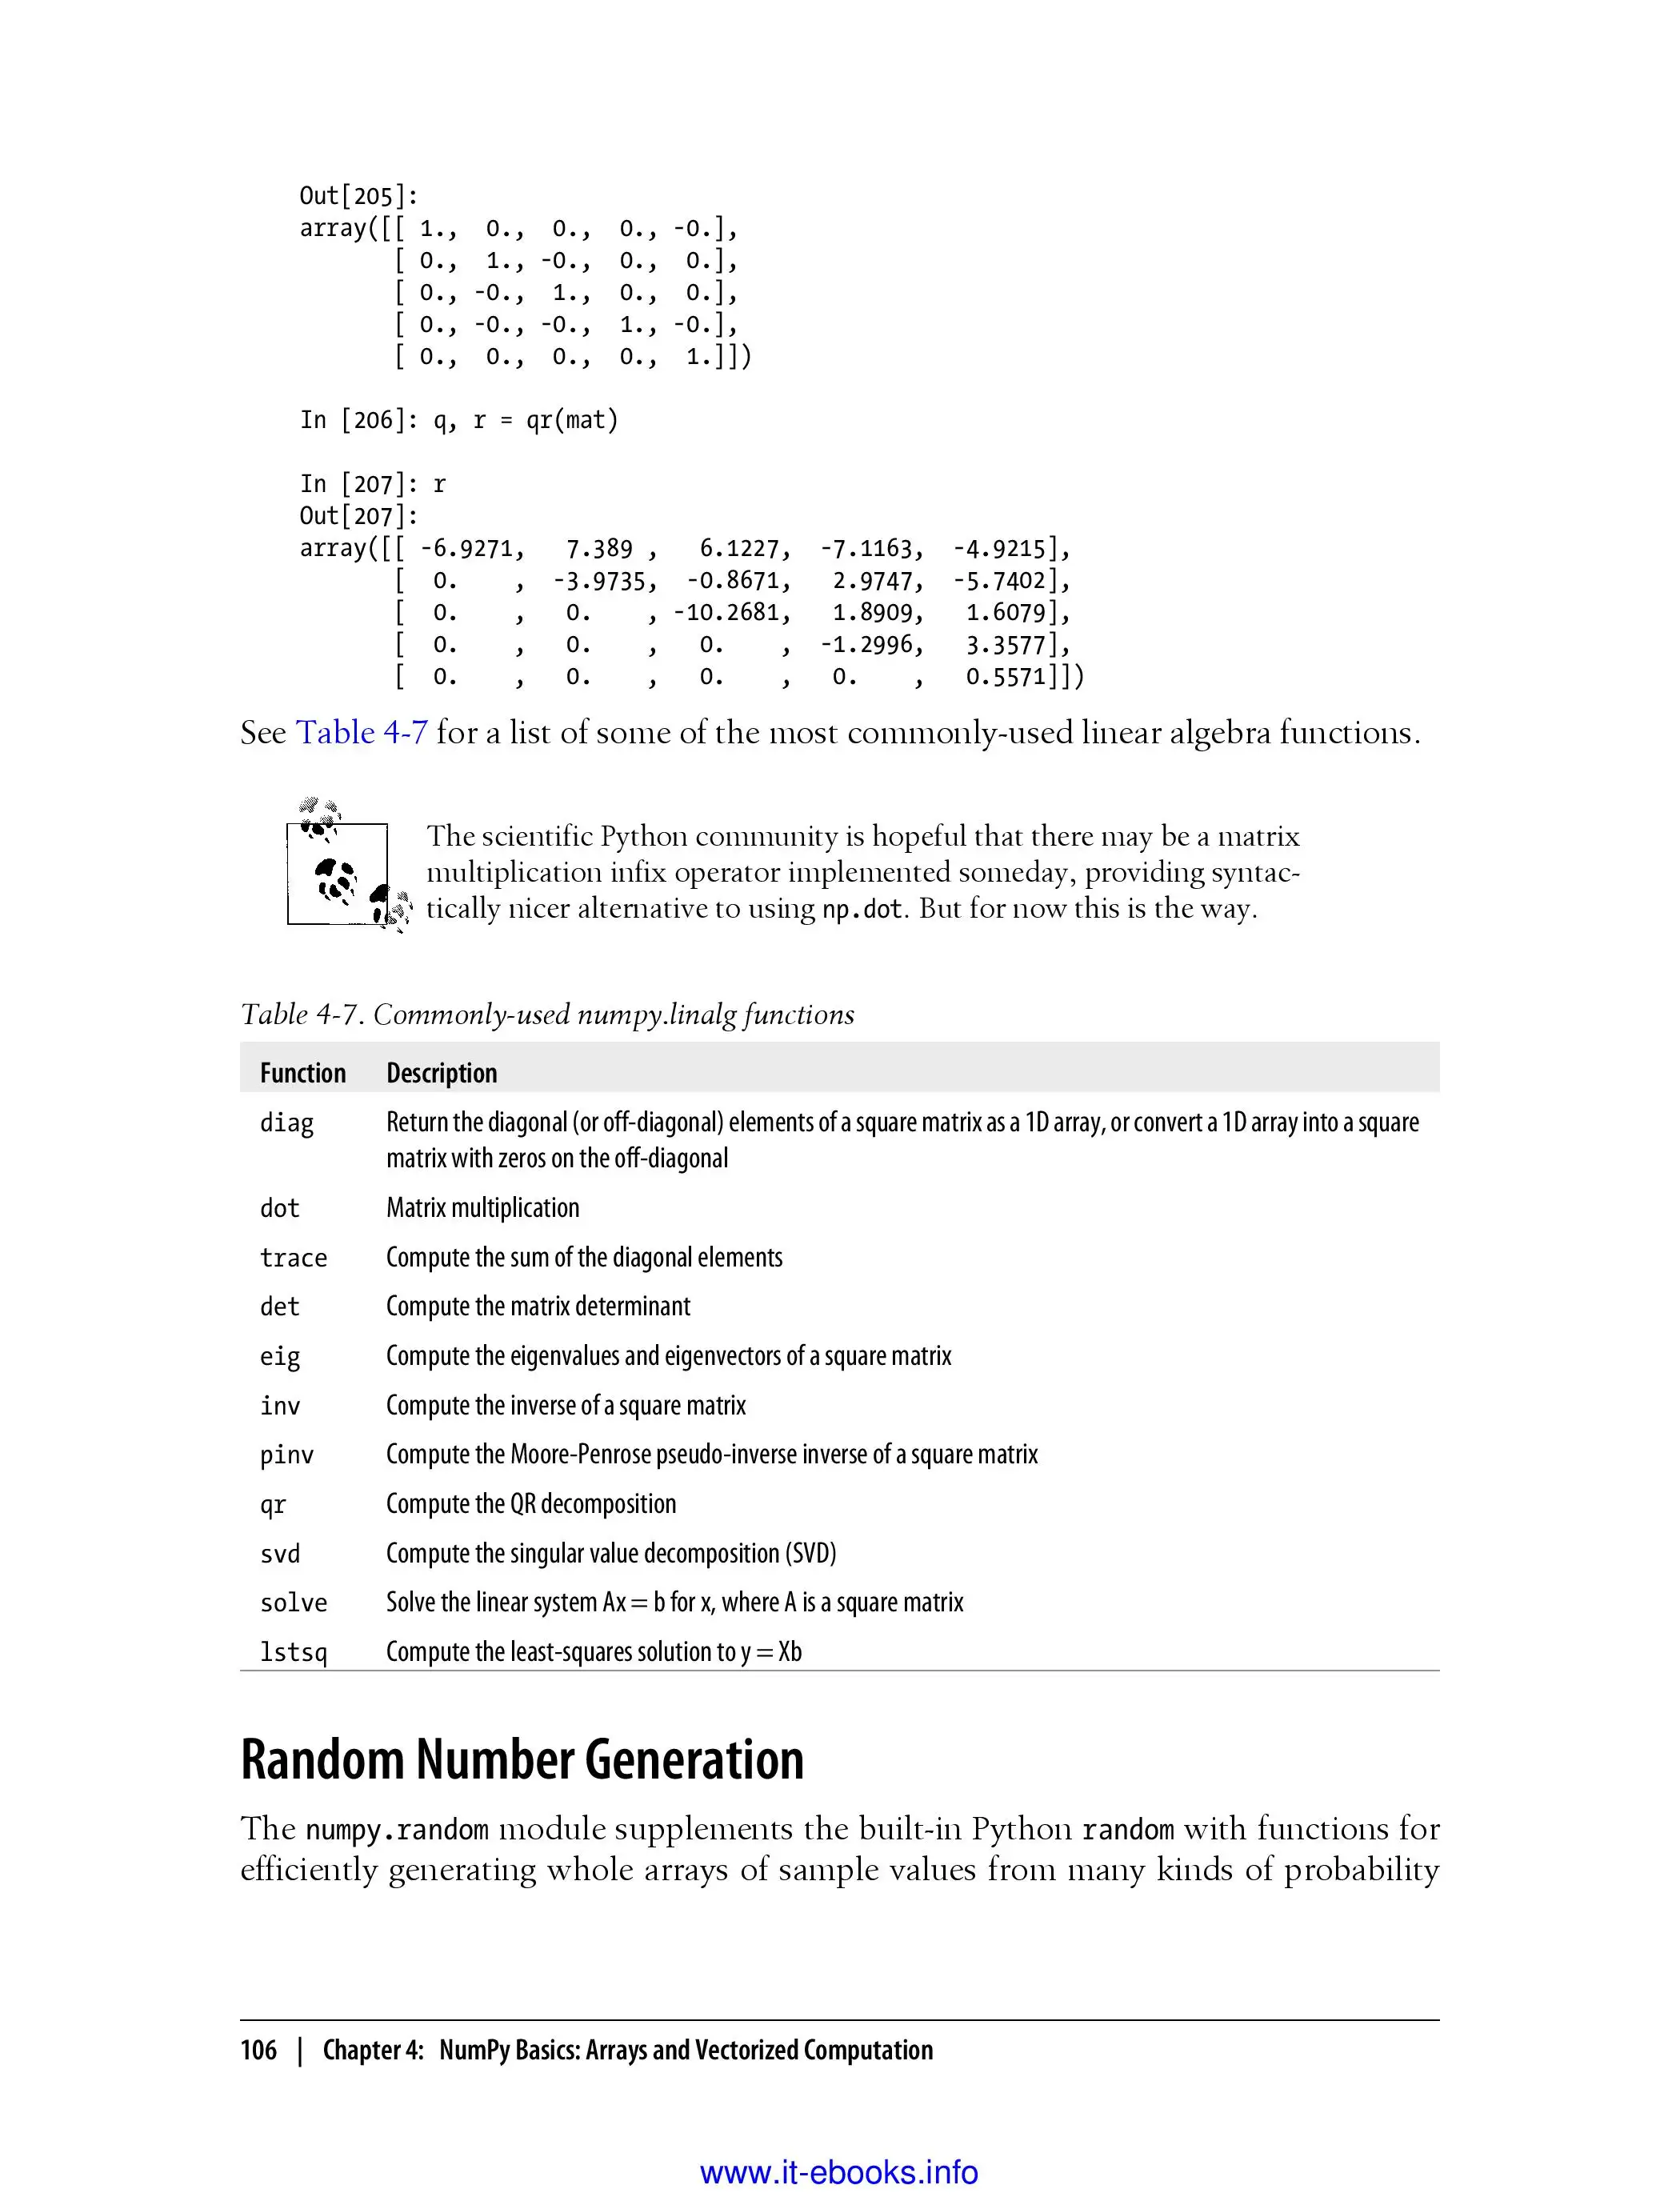 Out[205]:
array([[ 1.,  0.,  0.,  0., -0.],
       [ 0.,  1., -0.,  0.,  0.],
       [ 0., -0.,  1.,  0.,  0.],
       [ 0., -0., -0.,  1., -0.],
       [ 0.,  0.,  0.,  0.,  1.]])
In [206]: q, r = qr(mat)
In [207]: r
Out[207]:
array([[ -6.9271,   7.389 ,   6.1227,  -7.1163,  -4.9215],
       [  0.    ,  -3.9735,  -0.8671,   2.9747,  -5.7402],
       [  0.    ,   0.    , -10.2681,   1.8909,   1.6079],
       [  0.    ,   0.    ,   0.    ,  -1.2996,   3.3577],
       [  0.    ,   0.    ,   0.    ,   0.    ,   0.5571]])
See Table 4-7 for a list of some of the most commonly-used linear algebra functions.
The scientific Python community is hopeful that there may be a matrix
multiplication infix operator implemented someday, providing syntac-
tically nicer alternative to using np.dot. But for now this is the way.
Table 4-7. Commonly-used numpy.linalg functions
Function Description
diag Return the diagonal (or off-diagonal) elements of a square matrix as a 1D array, or convert a 1D array into a square
matrix with zeros on the off-diagonal
dot Matrix multiplication
trace Compute the sum of the diagonal elements
det Compute the matrix determinant
eig Compute the eigenvalues and eigenvectors of a square matrix
inv Compute the inverse of a square matrix
pinv Compute the Moore-Penrose pseudo-inverse inverse of a square matrix
qr Compute the QR decomposition
svd Compute the singular value decomposition (SVD)
solve Solve the linear system Ax = b for x, where A is a square matrix
lstsq Compute the least-squares solution to y = Xb
Random Number Generation
The numpy.random module supplements the built-in Python random with functions for
efficiently generating whole arrays of sample values from many kinds of probability
106 | Chapter 4: NumPy Basics: Arrays and Vectorized Computation
www.it-ebooks.info